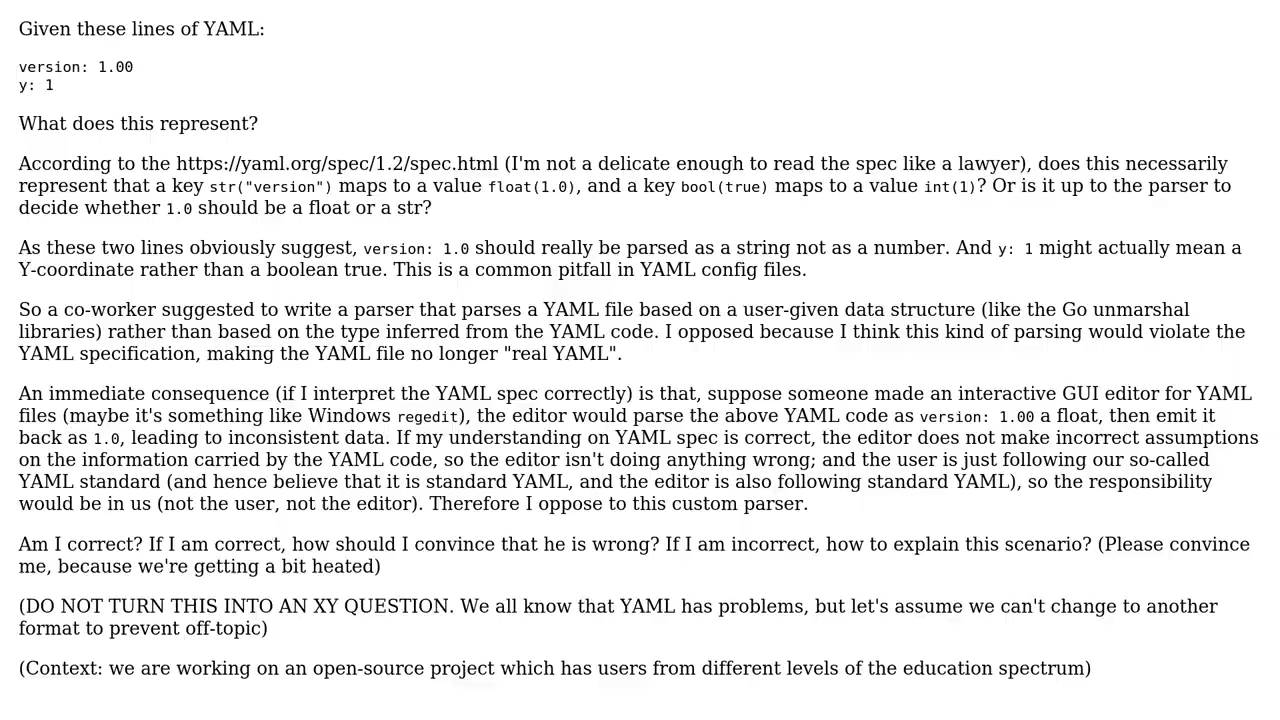 Given these lines of YAML:
version: 1.00
y: 1
What does this represent?
According to the https://yaml.org/spec/1.2/spec.html (I'm not a delicate enough to read the spec like a lawyer), does this necessarily
represent that a key str("version") maps to a value float(1.0), and a key bool(true) maps to a value int(1)? Or is it up to the parser to
decide whether 1.0 should be a float or a str?
As these two lines obviously suggest, version: 1.0 should really be parsed as a string not as a number. And y: 1 might actually mean a
Y-coordinate rather than a boolean true. This is a common pitfall in YAML config files.
So a co-worker suggested to write a parser that parses a YAML file based on a user-given data structure (like the Go unmarshal
libraries) rather than based on the type inferred from the YAML code. I opposed because I think this kind of parsing would violate the
YAML specification, making the YAML file no longer "real YAML".
An immediate consequence (if I interpret the YAML spec correctly) is that, suppose someone made an interactive GUI editor for YAML
files (maybe it's something like Windows regedit), the editor would parse the above YAML code as version: 1.00 a float, then emit it
back as 1.0, leading to inconsistent data. If my understanding on YAML spec is correct, the editor does not make incorrect assumptions
on the information carried by the YAML code, so the editor isn't doing anything wrong; and the user is just following our so-called
YAML standard (and hence believe that it is standard YAML, and the editor is also following standard YAML), so the responsibility
would be in us (not the user, not the editor). Therefore I oppose to this custom parser.
Am I correct? If I am correct, how should I convince that he is wrong? If I am incorrect, how to explain this scenario? (Please convince
me, because we're getting a bit heated)
(DO NOT TURN THIS INTO AN XY QUESTION. We all know that YAML has problems, but let's assume we can't change to another
format to prevent off-topic)
(Context: we are working on an open-source project which has users from different levels of the education spectrum)